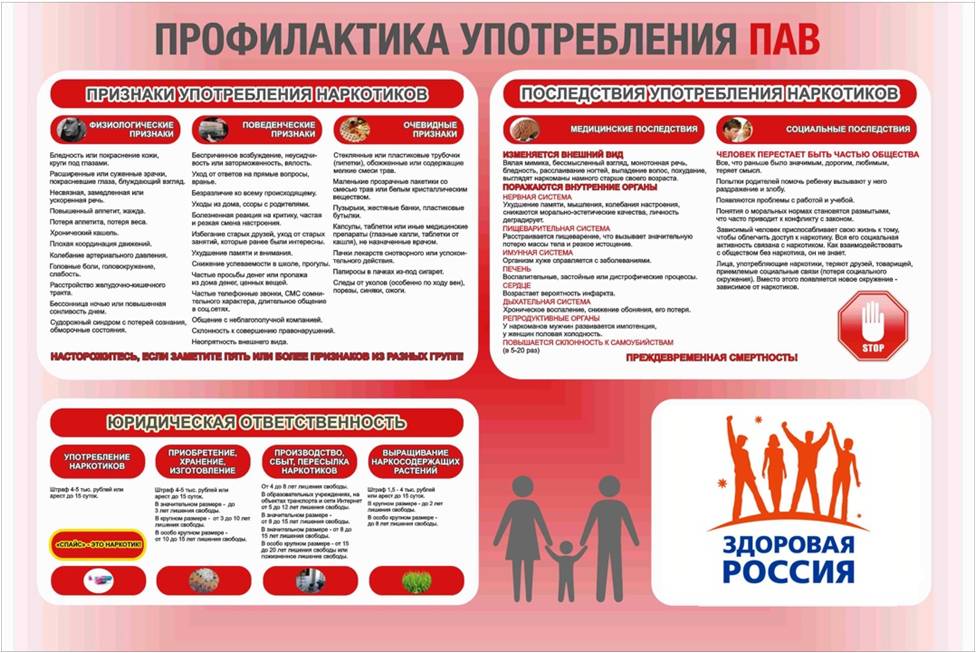 ПРОФИЛАКТИКА УПОТРЕБЛЕНИЯ ПАВ
ПРИЗНАКИ УПОТРЕБЛЕНИЯ НАРКОТИКОВ
ФИЗИОЛОГИЧЕСКИЕ
ПРИЗНАКИ
Бледность или покраснение кожи,
круги под глазами.
Расширенные или суженные зрачки,
покрасневшие глаза, блуждающий взгляд.
Несвязная, замедленная или
ускоренная речь.
Повышенный аппетит, жажда.
Потеря аппетита, потеря веса.
Хронический кашель.
Плохая координация движений.
Колебание артериального давления.
Головные боли, головокружение,
слабость.
Расстройство желудочно-кишечного
тракта.
Бессонница ночью или повышенная
сонливость днем.
Судорожный синдром с потерей сознания,
обморочные состояния.
ПОВЕДЕНЧЕСКИЕ
ПРИЗНАКИ
Беспричинное возбуждение, неусидчи-
вость или заторможенность, вялость.
Уход от ответов на прямые вопросы,
вранье.
Безразличие ко всему происходящему.
Уходы из дома, ссоры с родителями.
Болезненная реакция на критику, частая
и резкая смена настроения.
Избегание старых друзей, уход от старых
занятий, которые ранее были интересны.
Ухудшение памяти и внимания.
Снижение успеваемости в школе, прогулы.
Частые просьбы денег или пропажа
из дома денег, ценных вещей.
Частые телефонные звонки, СМС сомни-
тельного характера, длительное общение
в соц.сетях.
Общение с неблагополучной компанией.
Склонность к совершению правонарушений.
Неопрятность внешнего вида.
ОЧЕВИДНЫЕ
ПРИЗНАКИ
Стеклянные или пластиковые трубочки
(пипетки), обожженные или содержащие
мелкие смеси трав.
Маленькие прозрачные пакетики со
смесью трав или белым кристаллическим
веществом.
Пузырьки, жестяные банки, пластиковые
бутылки.
Капсулы, таблетки или иные медицинские
препараты (глазные капли, таблетки от
кашля), не назначенные врачом.
Пачки лекарств снотворного или успокои-
тельного действия.
Папиросы в пачках из-под сигарет.
Следы от уколов (особенно по ходу вен),
порезы, синяки, ожоги.
НАСТОРОЖИТЕСЬ, ЕСЛИ ЗАМЕТИТЕ ПЯТЬ ИЛИ БОЛЕЕ ПРИЗНАКОВ ИЗ РАЗНЫХ ГРУПП!
ПОСЛЕДСТВИЯ УПОТРЕБЛЕНИЯ НАРКОТИКОВ
МЕДИЦИНСКИЕ ПОСЛЕДСТВИЯ
ИЗМЕНЯЕТСЯ ВНЕШНИЙ ВИД
Вялая мимика, бессмысленный взгляд, монотонная речь,
бледность, расслаивание ногтей, выпадение волос, похудание,
выглядят наркоманы намного старше своего возраста.
ПОРАЖАЮТСЯ ВНУТРЕННИЕ ОРГАНЫ
НЕРВНАЯ СИСТЕМА
Ухудшение памяти, мышления, колебания настроения,
снижаются морально-эстетические качества, личность
деградирует.
ПИЩЕВАРИТЕЛЬНАЯ СИСТЕМА
Расстраивается пищеварение, что вызывает значительную
потерю массы тела и резкое истощение.
ИМУННАЯ СИСТЕМА
Организм хуже справляется с заболеваниями.
ПЕЧЕНЬ
Воспалительные, застойные или дистрофические процессы.
СЕРДЦЕ
Возрастает вероятность инфаркта.
ДЫХАТЕЛЬНАЯ СИСТЕМА
Хроническое воспаление, снижение обоняния, его потеря.
РЕПРОДУКТИВНЫЕ ОРГАНЫ
У наркоманов мужчин развивается импотенция,
у женщин половая холодность.
ПОВЫШАЕТСЯ СКЛОННОСТЬ К САМОУБИЙСТВАМ
(в 5-20 раз)
СОЦИАЛЬНЫЕ ПОСЛЕДСТВИЯ
ЧЕЛОВЕК ПЕРЕСТАЕТ БЫТЬ ЧАСТЬЮ ОБЩЕСТВА
Все, что раньше было значимым, дорогим, любимым,
теряет смысл.
Попытки родителей помочь ребенку вызывают у него
раздражение и злобу.
Появляются проблемы с работой и учебой.
Понятия о моральных нормах становятся размытыми,
что часто приводит к конфликту с законом.
Зависимый человек приспосабливает свою жизнь к тому,
чтобы облегчить доступ к наркотику. Вся его социальная
активность связана с наркотиком. Как взаимодействовать
с обществом без наркотика, он не знает.
Лица, употребляющие наркотики, теряют друзей, товарищей,
приемлемые социальные связи (потеря социального
окружения). Вместо этого появляется новое окружение -
зависимое от наркотиков.
STOP
ПРЕЖДЕВРЕМЕННАЯ СМЕРТНОСТЬ!
ЮРИДИЧЕСКАЯ ОТВЕТСТВЕННОСТЬ
УПОТРЕБЛЕНИЕ
НАРКОТИКОВ
Штраф 4-5 тыс. рублей или
арест до 15 суток.
«СПАЙС» - ЭТО НАРКОТИК!
ПРИОБРЕТЕНИЕ,
ХРАНЕНИЕ,
ИЗГОТОВЛЕНИЕ
Штраф 4-5 тыс. рублей или
арест до 15 суток.
В значительном размере - до
3 лет лишения свободы.
В крупном размере - от 3 до 10 лет
лишения свободы.
В особо крупном размере -
от 10 до 15 лет лишения свободы.
ПРОИЗВОДСТВО,
СБЫТ, ПЕРЕСЫЛКА
НАРКОТИКОВ
От 4 до 8 лет лишения свободы.
В образовательных учреждениях, на
объектах транспорта и сети Интернет
от 5 до 12 лет лишения свободы.
В значительном размере -
от 8 до 15 лет лишения свободы.
В значительном размере - от 8 до
15 лет лишения свободы.
В особо крупном размере - от 15
до 20 лет лишения свободы или
пожизненное лишение свободы.
ВЫРАЩИВАНИЕ
НАРКОСОДЕРЖАЩИХ
РАСТЕНИЙ
Штраф 1,5 - 4 тыс. рублей
или арест до 15 суток.
В крупном размере - до 2 лет
лишения свободы.
В особо крупном размере -
до 8 лет лишения свободы.
ЗДОРОВАЯ
РОССИЯ